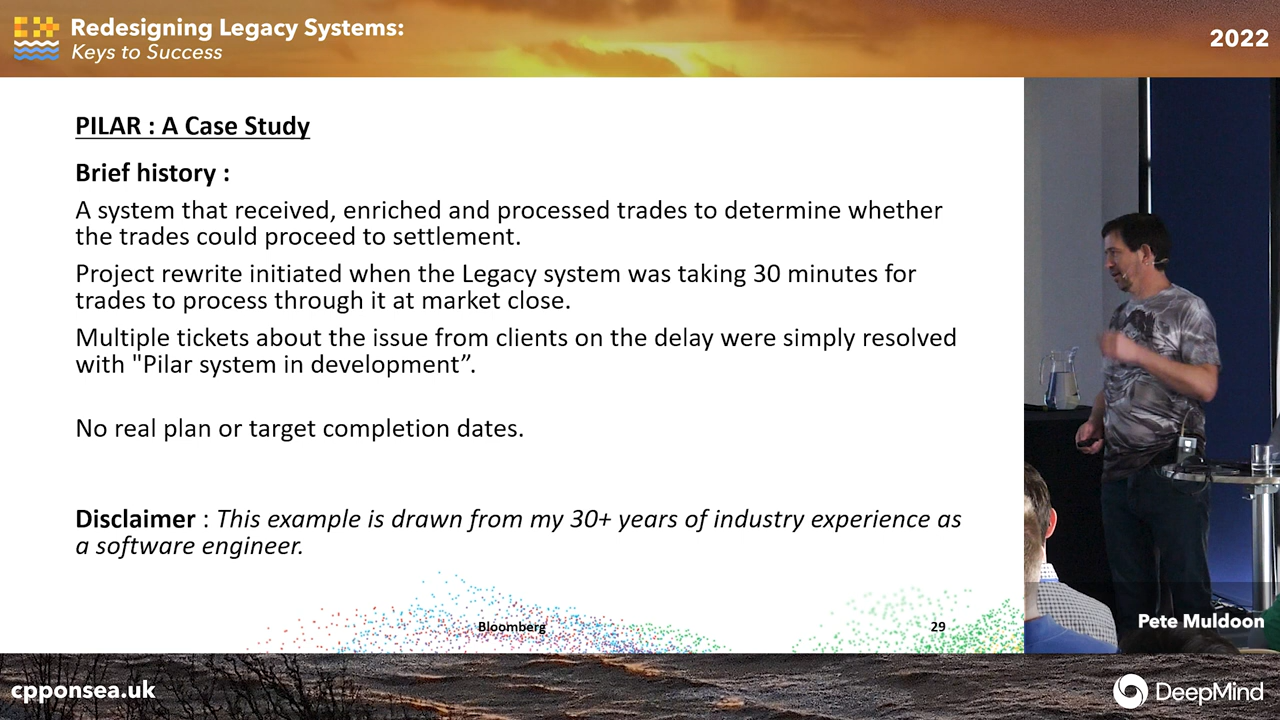 Redesigning Legacy Systems:
Keys to Success
2022
PILAR : A Case Study
Brief history :
A system that received, enriched and processed trades to determine whether
the trades could proceed to settlement.
Project rewrite initiated when the Legacy system was taking 30 minutes for
trades to process through it at market close.
Multiple tickets about the issue from clients on the delay were simply resolved
with "Pilar system in development”.
No real plan or target completion dates.
Disclaimer : This example is drawn from my 30+ years of industry experience as
a software engineer.
Bloomberg
29
Pete Muldoon
cpponsea.uk
DeepMind